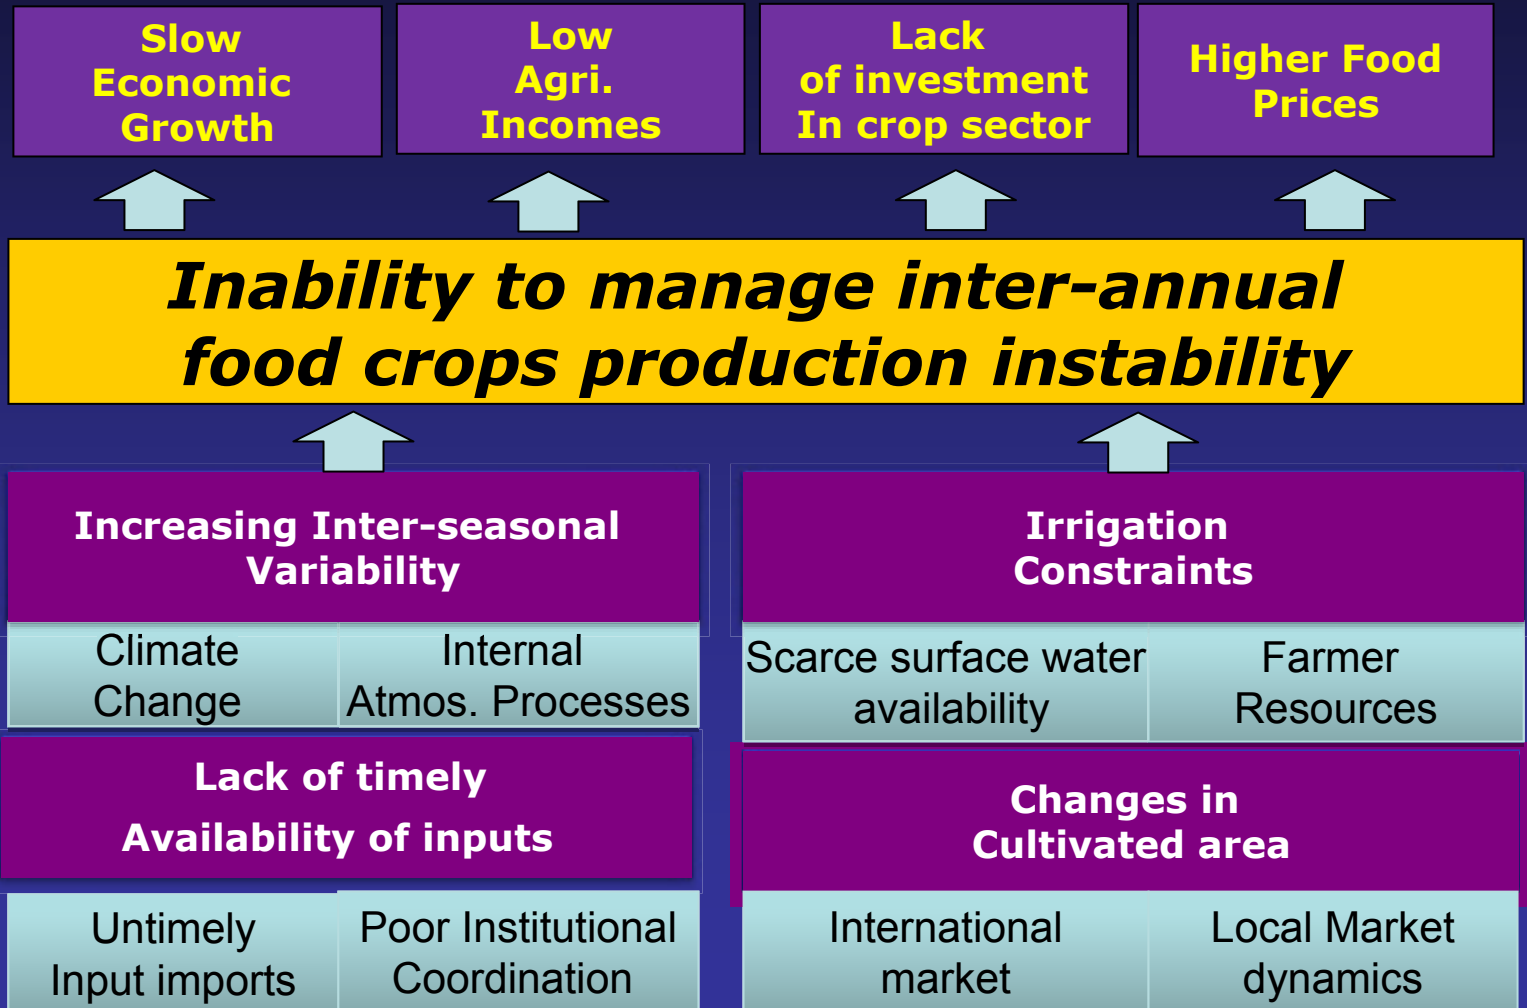 Slow
Economic
Growth
Low
Agri.
Incomes
Lack
of investment
In crop sector
Higher Food
Prices
Inability to manage inter-annual
food crops production instability
Increasing Inter-seasonal
Variability
Climate
Change
Internal
Atmos. Processes
Irrigation
Constraints
Scarce surface water
availability
Farmer
Resources
Lack of timely
Availability of inputs
Untimely
Input imports
Poor Institutional
Coordination
Changes in
Cultivated area
International
market
Local Market
dynamics